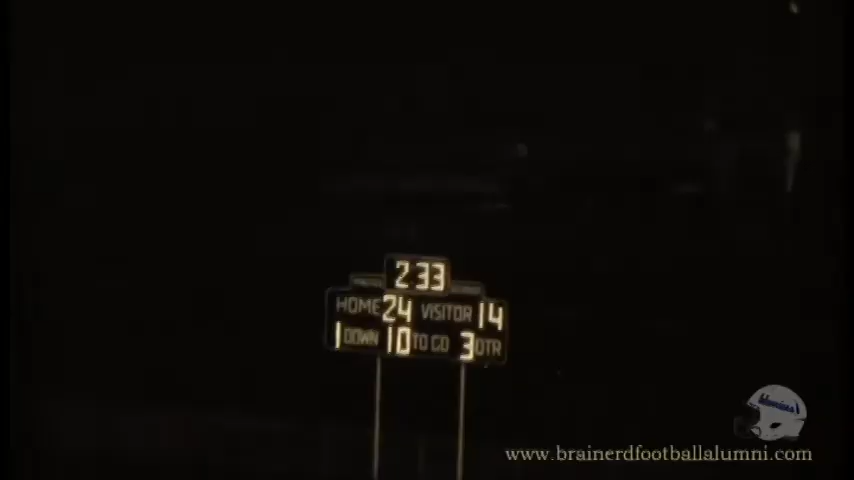 2 33
HOME 24 VISITOR 14
1 DOWN 10 TO GO 3 QTR
www.brainerdfootballalumni.com